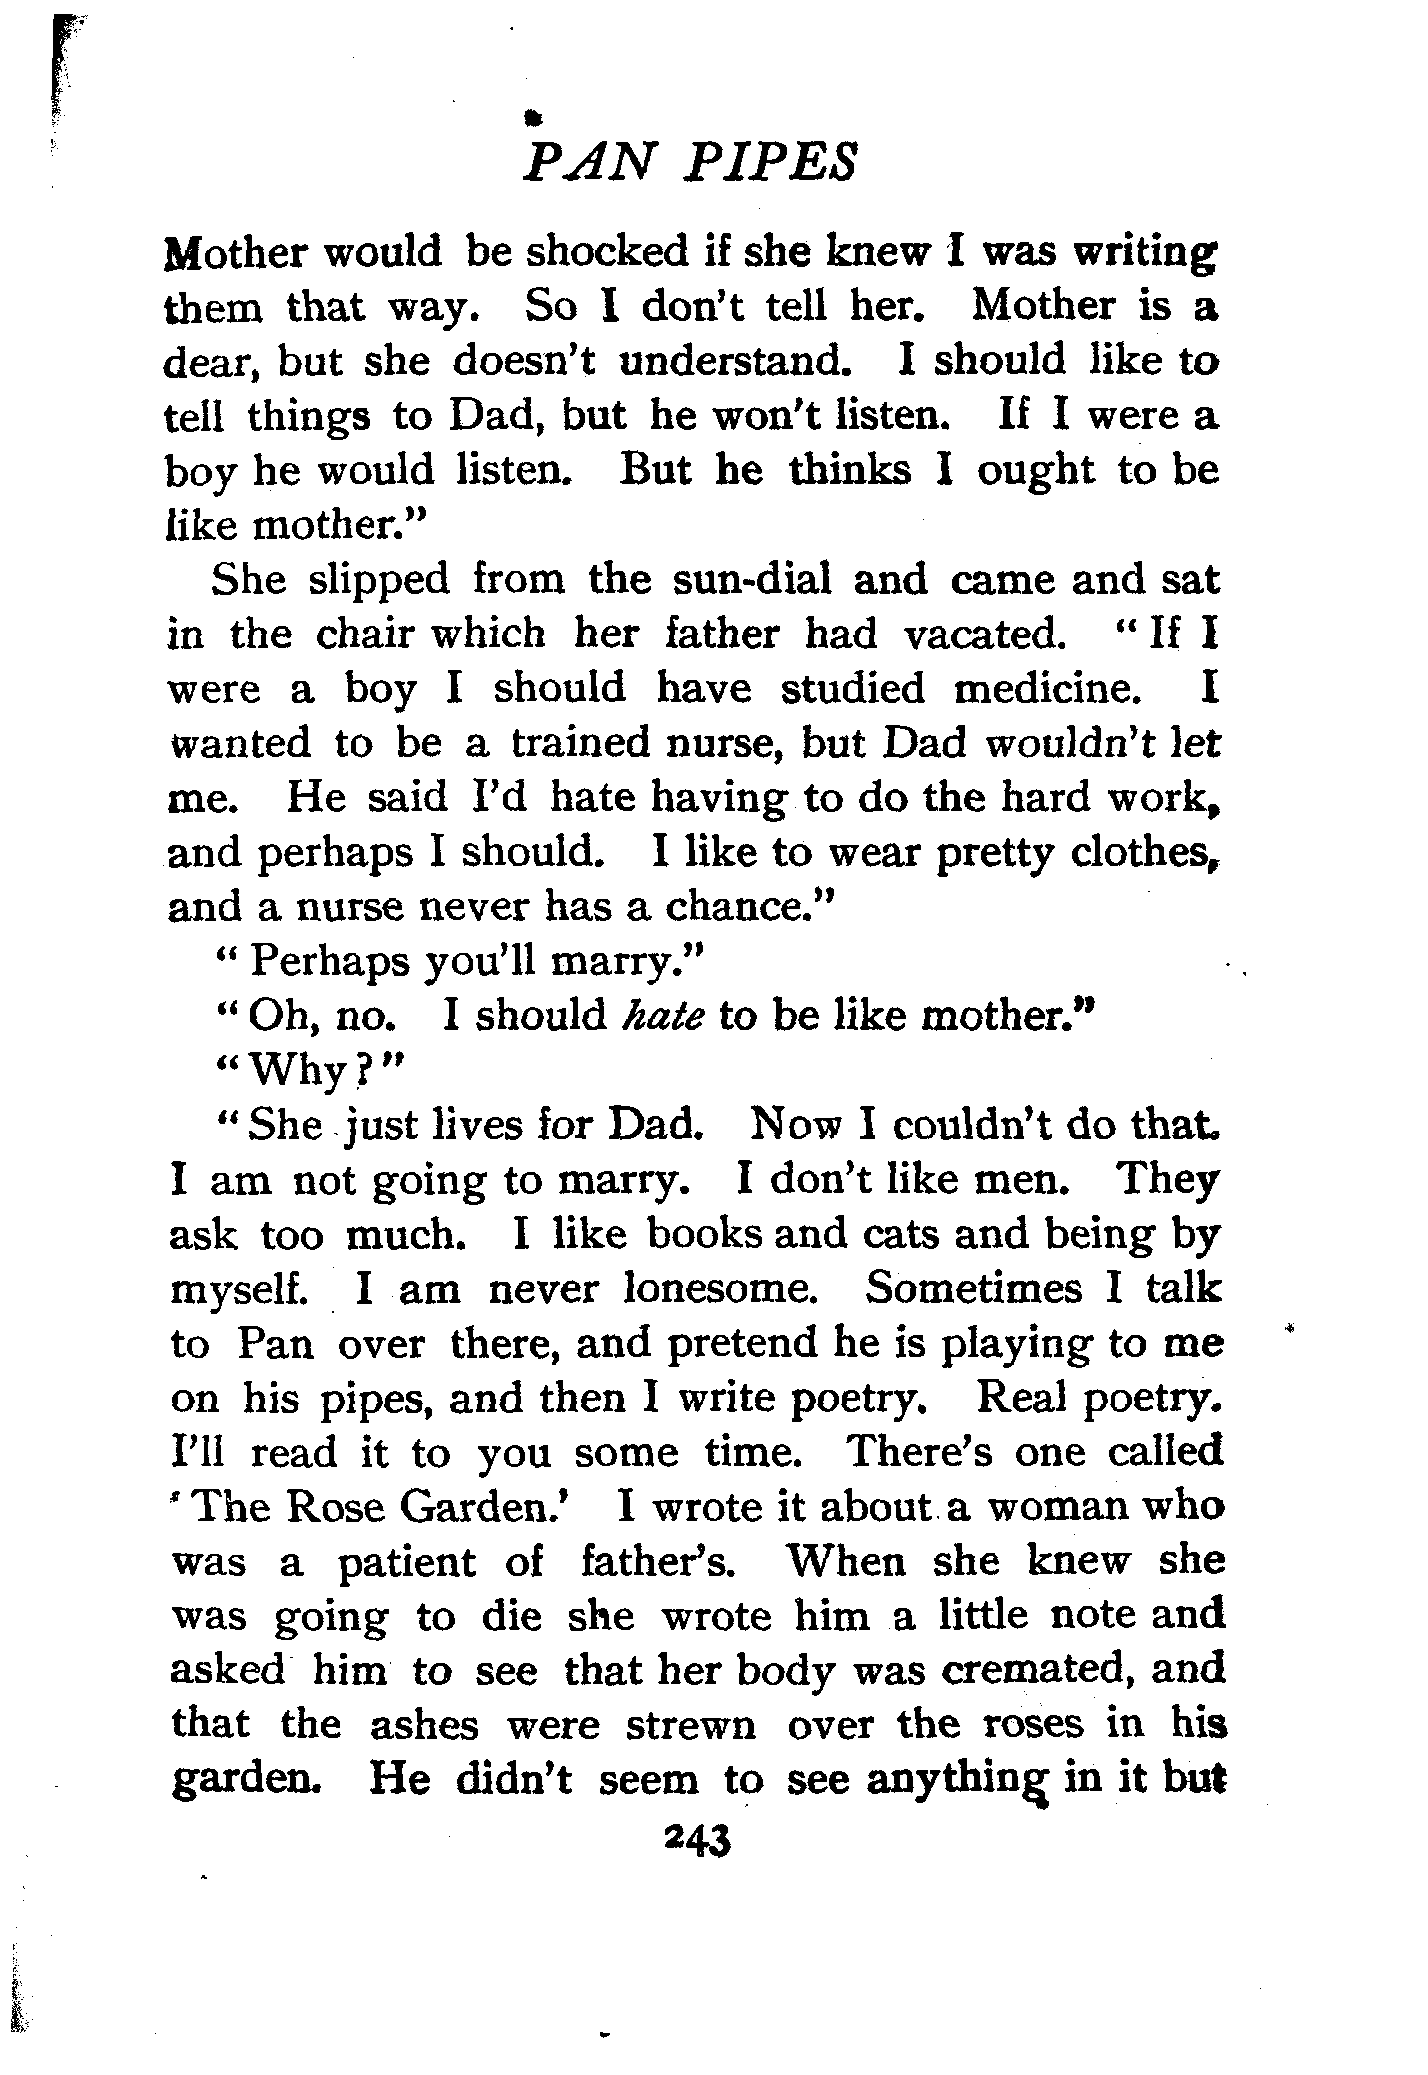 PAN PIPES
Mother would be shocked if she knew I was writing
them that way. So I don't tell her. Mother is a
dear, but she doesn't understand. I should like to
tell things to Dad, but he won't listen. If I were a
boy he would listen. But he thinks I ought to be
like mother."
She slipped from the sun-dial and came and sat
in the chair which her father had vacated. "If I
were a boy I should have studied medicine. I
wanted to be a trained nurse, but Dad wouldn't let
me. He said I'd hate having to do the hard work,
and perhaps I should. I like to wear pretty clothes,
and a nurse never has a chance."
"Perhaps you'll marry."
"Oh, no. I should hate to be like mother."
"Why?"
"She just lives for Dad. Now I couldn't do that.
I am not going to marry. I don't like men. They
ask too much. I like books and cats and being by
myself. I am never lonesome. Sometimes I talk
to Pan over there, and pretend he is playing to me
on his pipes, and then I write poetry. Real poetry.
I'll read it to you some time. There's one called
'The Rose Garden.' I wrote it about a woman who
was a patient of father's. When she knew she
was going to die she wrote him a little note and
asked him to see that her body was cremated, and
that the ashes were strewn over the roses in his
garden. He didn't seem to see anything in it but
243